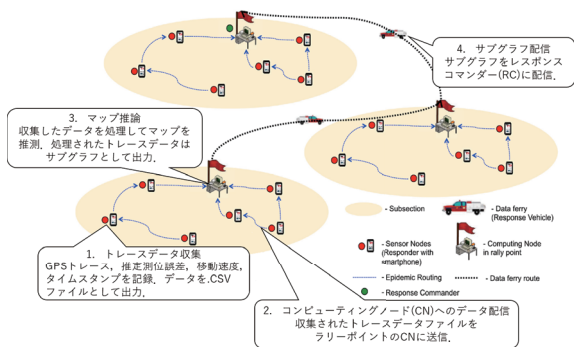 4. サブグラフ配信
サブグラフをレスポンス
コマンダー(RC)に配信.
3. マップ推論
収集したデータを処理してマップを
推測. 処理されたトレースデータは
サブグラフとして出力.
1. トレースデータ収集
GPSトレース, 推定測位誤差, 移動速度,
タイムスタンプを記録. データを.CSV
ファイルとして出力.
2. コンピューティングノード(CN)へのデータ配信
収集されたトレースデータファイルを
ラリーポイントのCNに送信.
- Subsection
- Data ferry
(Response Vehicle)
- Sensor Nodes
(Responder with
smartphone)
- Computing Node
in rally point
- Epidemic Routing
- Data ferry route
- Response Commander